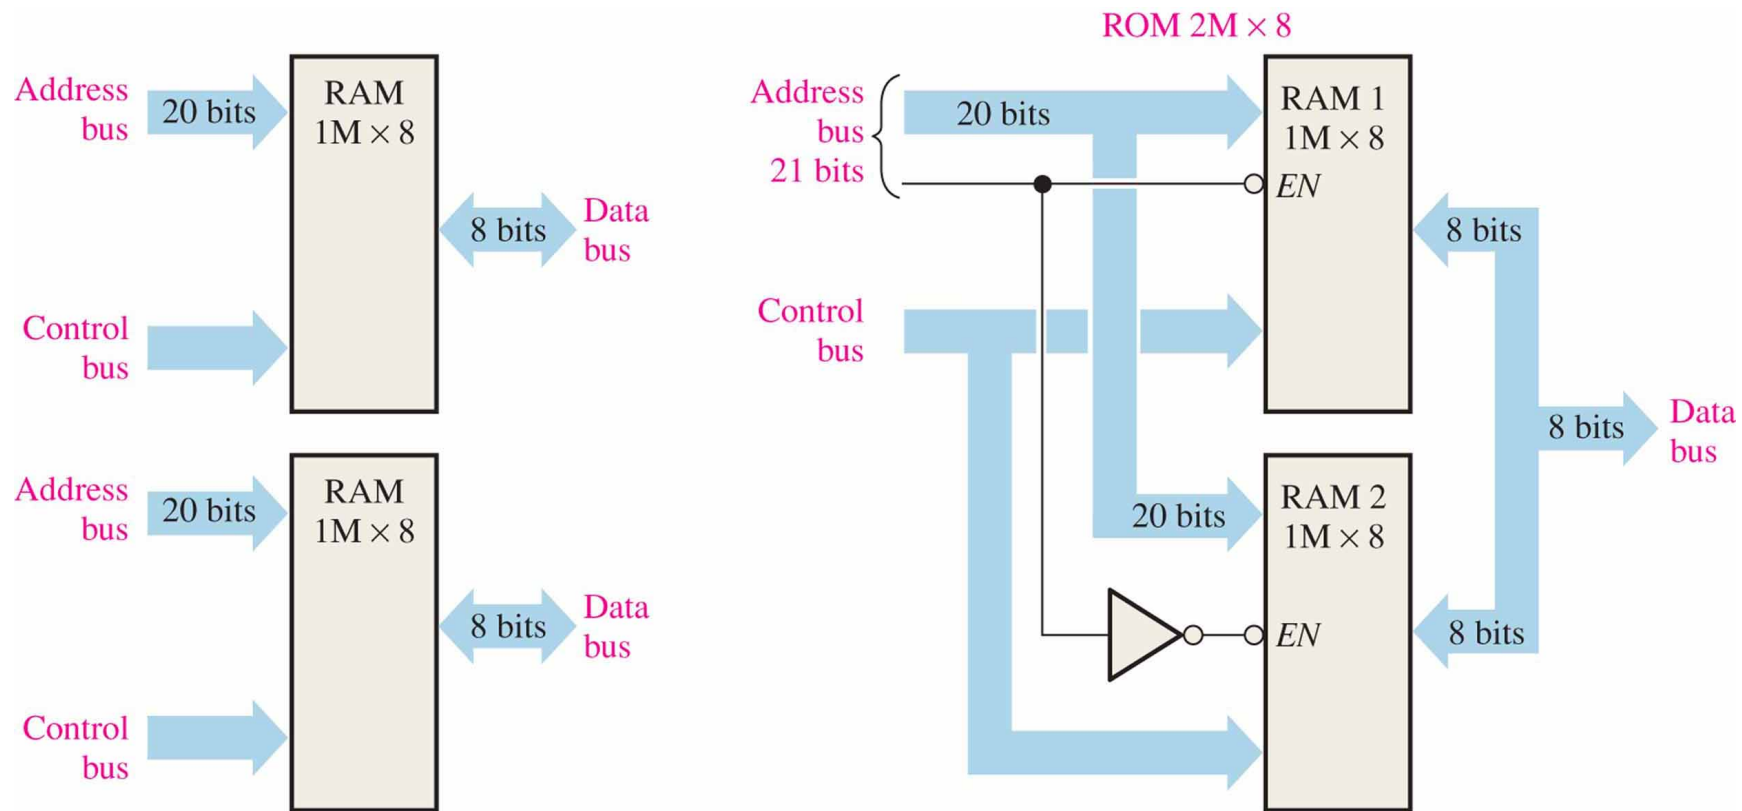 Address
bus
20 bits
RAM
1M × 8
8 bits
Data
bus
Control
bus
Address
bus
20 bits
RAM
1M × 8
8 bits
Data
bus
Control
bus
ROM 2M × 8
Address
bus
21 bits
20 bits
RAM 1
1M × 8
EN
8 bits
Control
bus
8 bits
Data
bus
20 bits
RAM 2
1M × 8
EN
8 bits